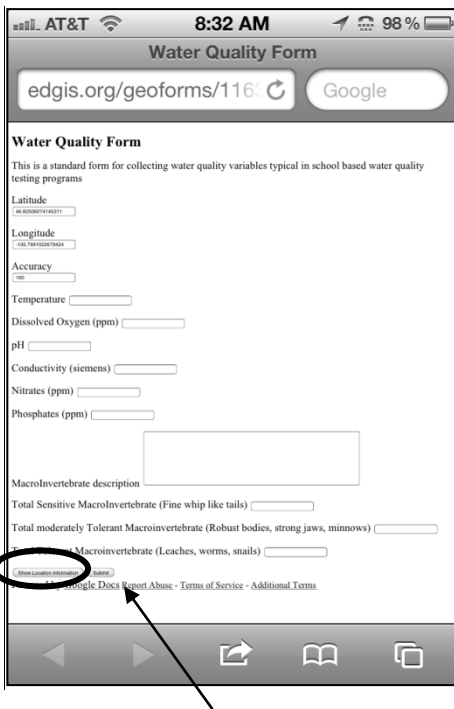 AT&T 8:32 AM 98 %
Water Quality Form
edgis.org/geoforms/116 Google
Water Quality Form
This is a standard form for collecting water quality variables typical in school based water quality
testing programs
Latitude
Longitude
Accuracy
100
Temperature
Dissolved Oxygen (ppm)
pH
Conductivity (siemens)
Nitrates (ppm)
Phosphates (ppm)
MacroInvertebrate description
Total Sensitive MacroInvertebrate (Fine whip like tails)
Total moderately Tolerant Macroinvertebrate (Robust bodies, strong jaws, minnows)
Tolerant Macroinvertebrate (Leaches, worms, snails)
Show Location Information Submit
Google Docs Report Abuse - Terms of Service - Additional Terms